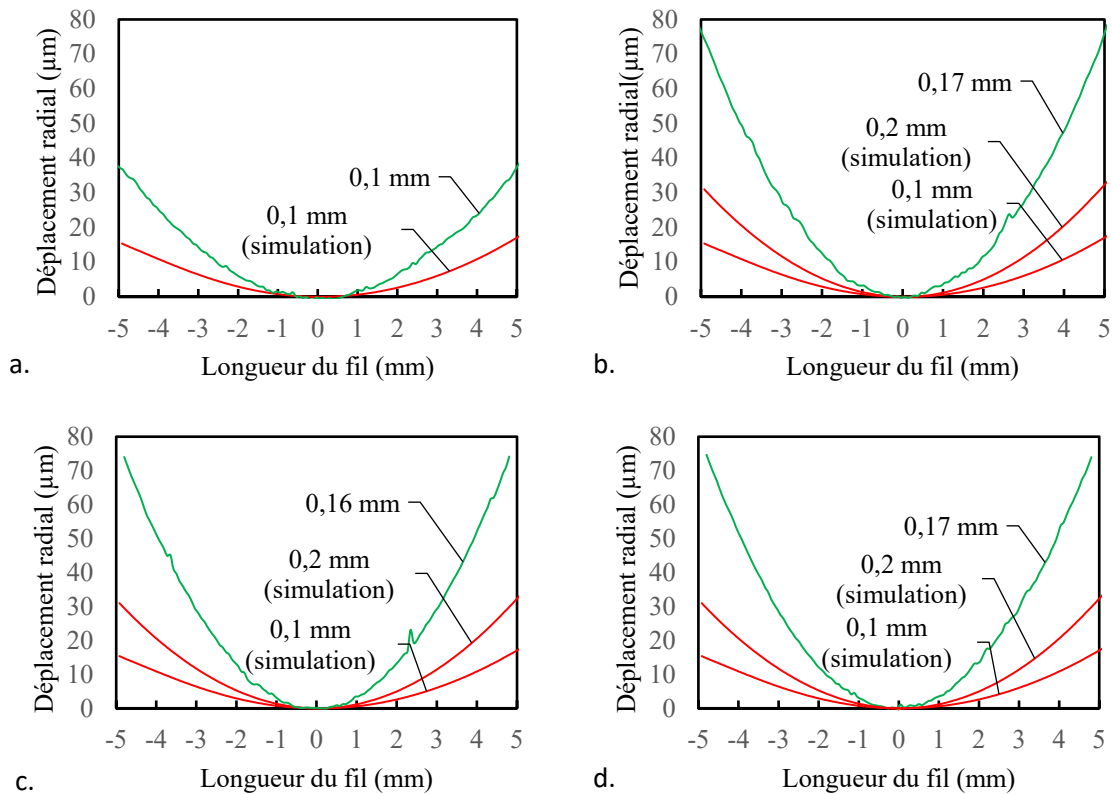 Déplacement radial (µm)
80
70
60
50
40
30
20
10
0
0,1 mm
0,1 mm
(simulation)
-5 -4 -3 -2 -1 0 1 2 3 4 5
a.
Longueur du fil (mm)
Déplacement radial(µm)
80
70
60
50
40
30
20
10
0
0,17 mm
0,2 mm
(simulation)
0,1 mm
(simulation)
-5 -4 -3 -2 -1 0 1 2 3 4 5
b.
Longueur du fil (mm)
Déplacement radial (µm)
80
70
60
50
40
30
20
10
0
0,16 mm
0,2 mm
(simulation)
0,1 mm
(simulation)
-5 -4 -3 -2 -1 0 1 2 3 4 5
c.
Longueur du fil (mm)
Déplacement radial (µm)
80
70
60
50
40
30
20
10
0
0,17 mm
0,2 mm
(simulation)
0,1 mm
(simulation)
-5 -4 -3 -2 -1 0 1 2 3 4 5
d.
Longueur du fil (mm)